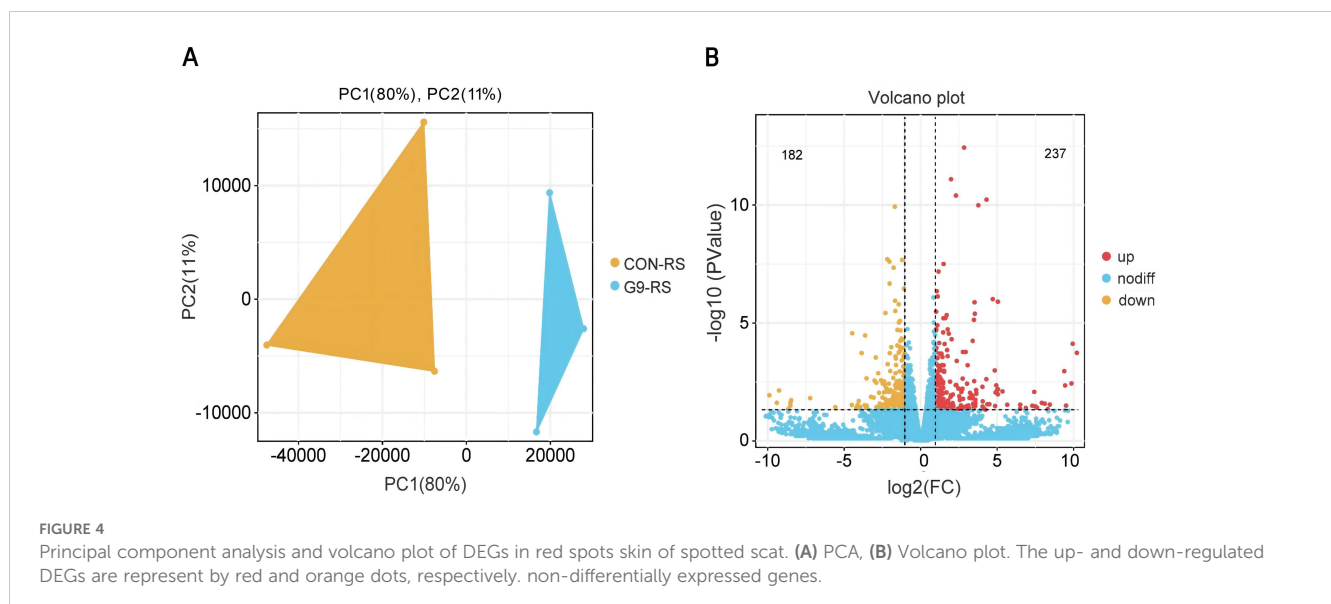 A
PC1(80%), PC2(11%)
PC2(11%)
10000
0
-10000
-40000
-20000
0
20000
PC1(80%)
CON-RS
G9-RS
B
Volcano plot
182
237
-log10 (PValue)
10
5
0
-10
-5
0
5
10
log2(FC)
up
nodiff
down
FIGURE 4
Principal component analysis and volcano plot of DEGs in red spots skin of spotted scat. (A) PCA, (B) Volcano plot. The up- and down-regulated
DEGs are represent by red and orange dots, respectively. non-differentially expressed genes.